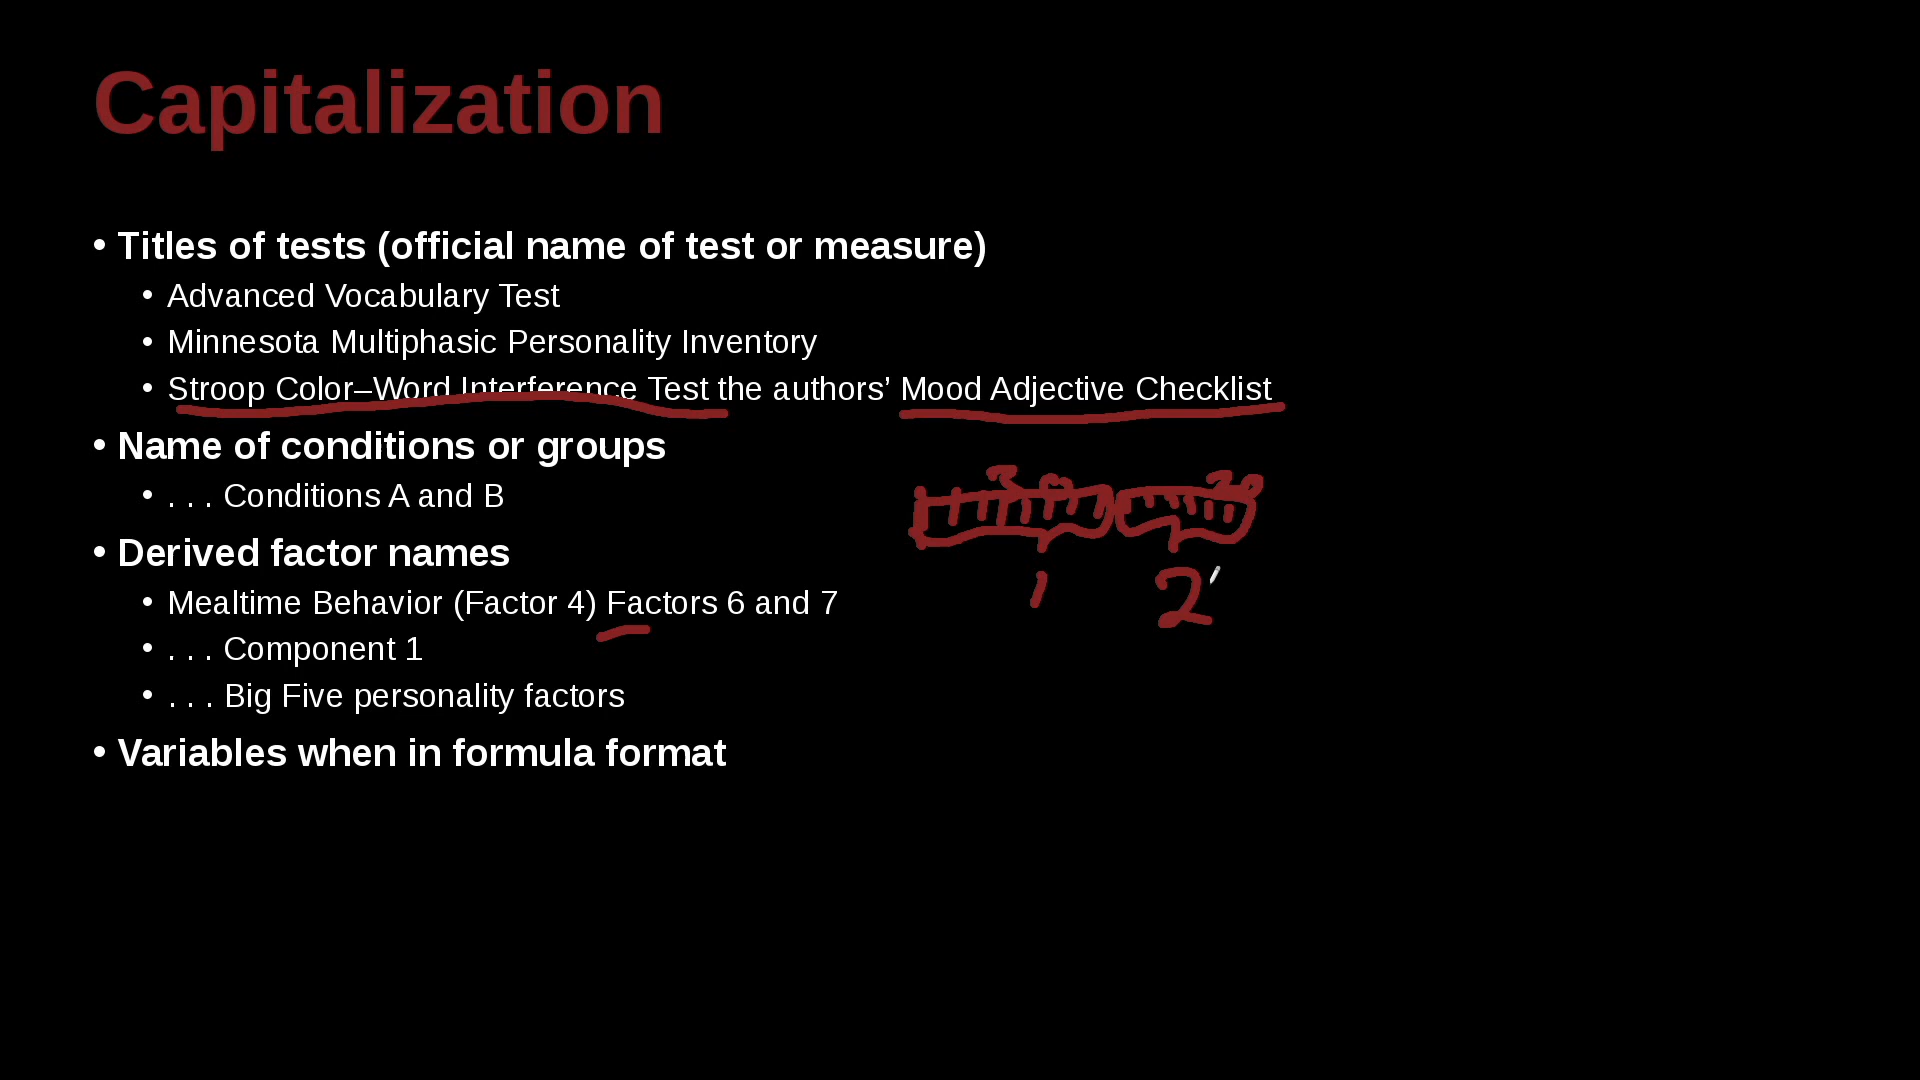 Capitalization
• Titles of tests (official name of test or measure)
• Advanced Vocabulary Test
• Minnesota Multiphasic Personality Inventory
• Stroop Color–Word Interference Test the authors’ Mood Adjective Checklist
• Name of conditions or groups
• . . . Conditions A and B
• Derived factor names
• Mealtime Behavior (Factor 4) Factors 6 and 7
• . . . Component 1
• . . . Big Five personality factors
• Variables when in formula format
1 2